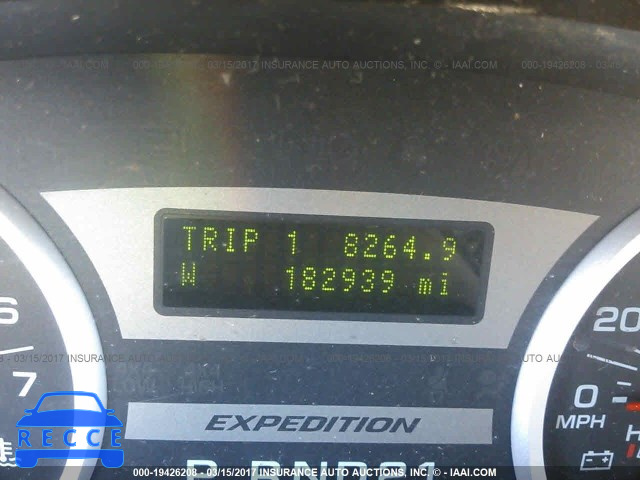 000-19426208 - 03/15/2017 INSURANCE AUTO AUCTIONS, INC. © - IAAI.COM
TRIP 1 8264.9
W 182939 mi
6
7
20
0
MPH
H
EXPEDITION
RECCE
000-19426208 - 03/15/2017 INSURANCE AUTO AUCTIONS, INC. © - IAAI.COM